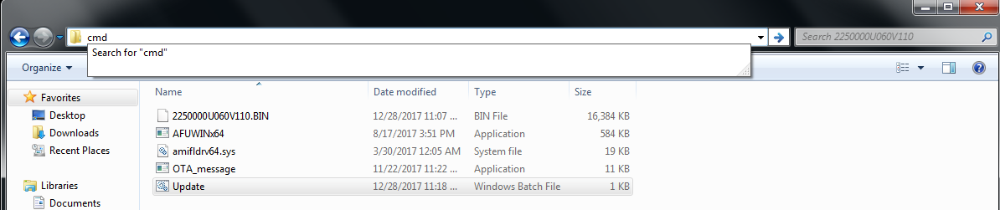 cmd
Search 2250000U060V110
Search for "cmd"
Organize
Name Date modified Type Size
Favorites
Desktop
Downloads
Recent Places
Libraries
Documents
2250000U060V110.BIN 12/28/2017 11:07 ... BIN File 16,384 KB
AFUWINx64 8/17/2017 3:51 PM Application 584 KB
amifldrv64.sys 3/30/2017 12:05 AM System file 19 KB
OTA_message 11/22/2017 11:22 ... Application 11 KB
Update 12/28/2017 11:18 ... Windows Batch File 1 KB